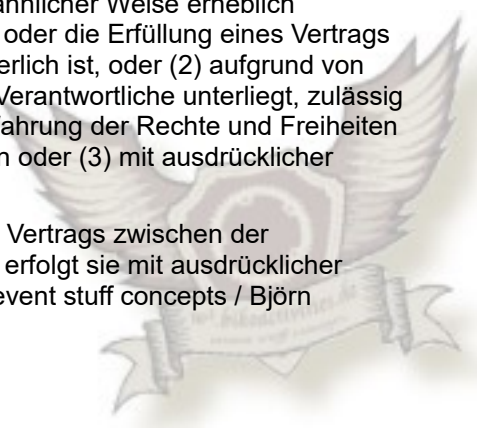 ähnlicher Weise erheblich
oder die Erfüllung eines Vertrags
erlich ist, oder (2) aufgrund von
Verantwortliche unterliegt, zulässig
ahrung der Rechte und Freiheiten
n oder (3) mit ausdrücklicher
Vertrags zwischen der
erfolgt sie mit ausdrücklicher
event stuff concepts / Björn